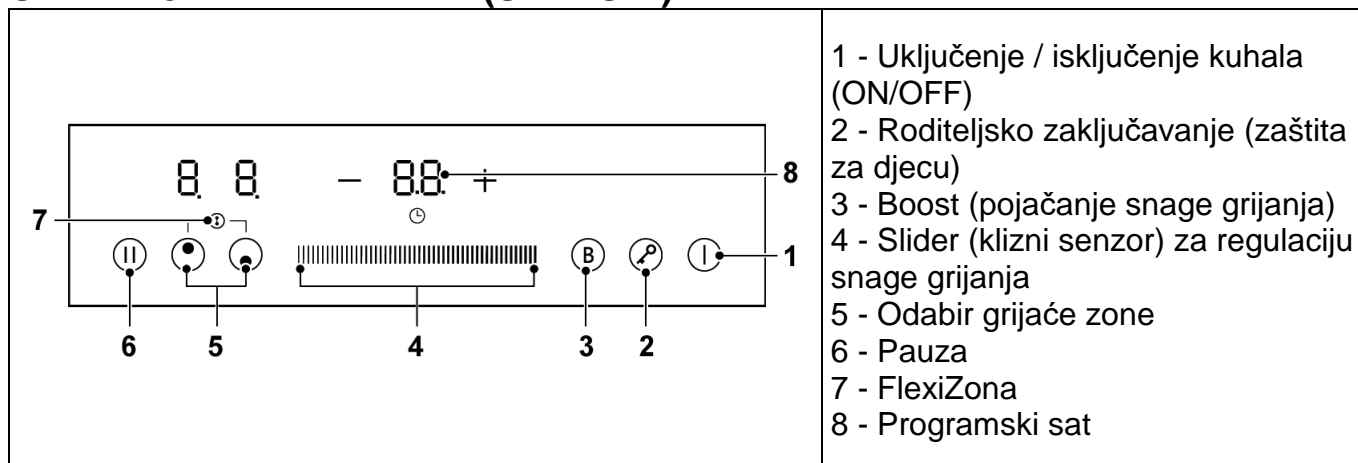 8. 8. − 8.8. +
8
7
1
B
6 5 4 3 2
1 - Uključenje / isključenje kuhala
(ON/OFF)
2 - Roditeljsko zaključavanje (zaštita
za djecu)
3 - Boost (pojačanje snage grijanja)
4 - Slider (klizni senzor) za regulaciju
snage grijanja
5 - Odabir grijaće zone
6 - Pauza
7 - FlexiZona
8 - Programski sat